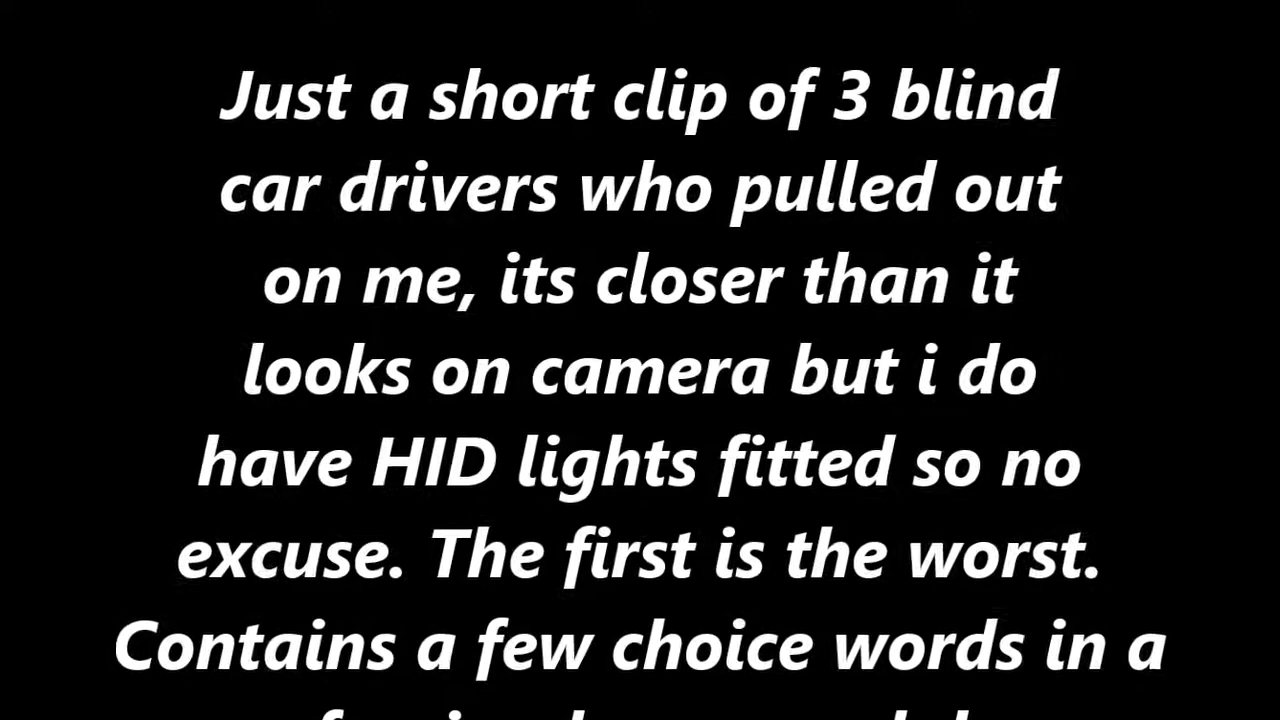 Just a short clip of 3 blind
car drivers who pulled out
on me, its closer than it
looks on camera but i do
have HID lights fitted so no
excuse. The first is the worst.
Contains a few choice words in a